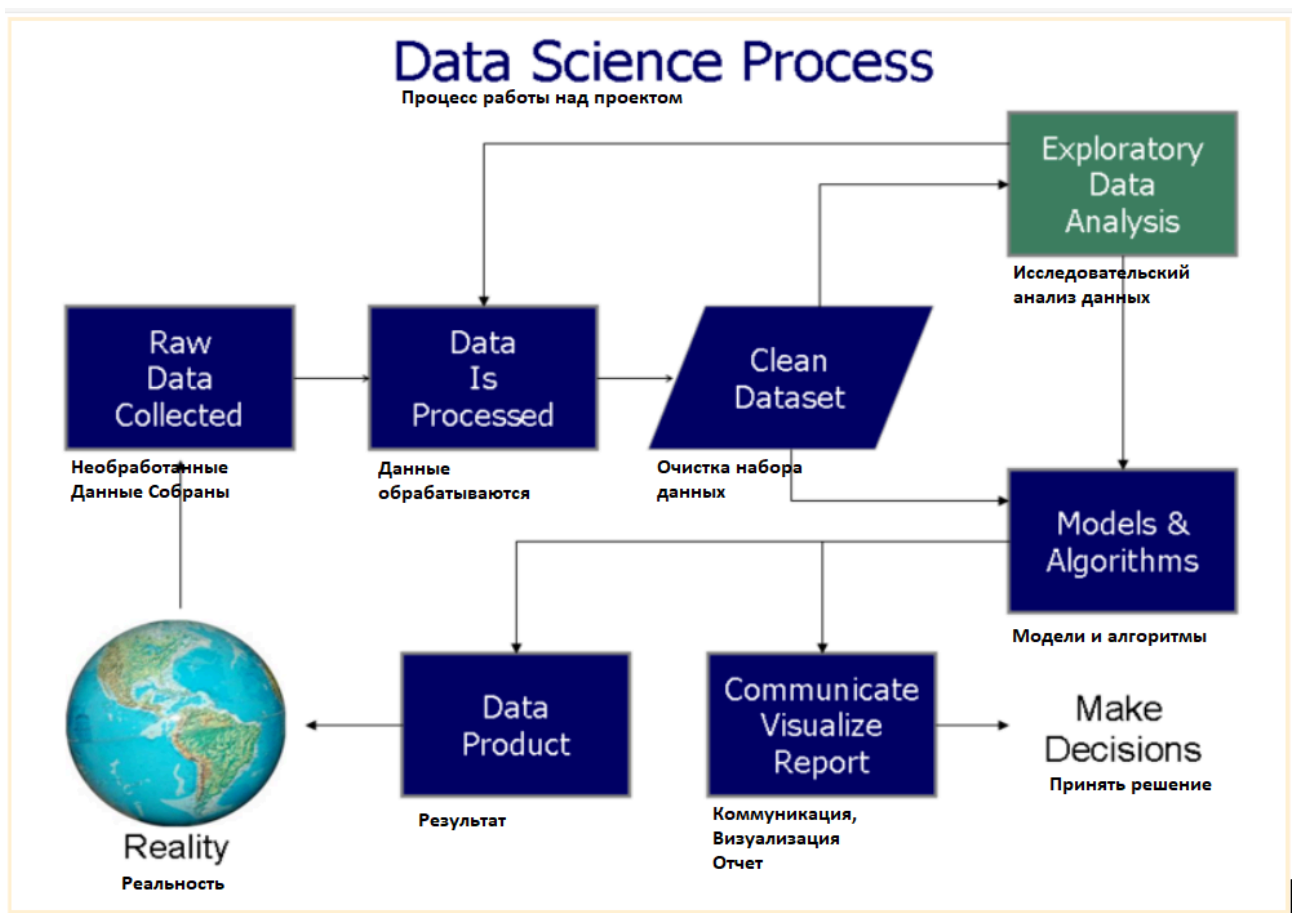 Data Science Process
Процесс работы над проектом
Exploratory
Data
Analysis
Исследовательский
анализ данных
Raw
Data
Collected
Необработанные
Данные Собраны
Data
Is
Processed
Данные
обрабатываются
Clean
Dataset
Очистка набора
данных
Models &
Algorithms
Модели и алгоритмы
Data
Product
Результат
Communicate
Visualize
Report
Коммуникация,
Визуализация
Отчет
Make
Decisions
Принять решение
Reality
Реальность